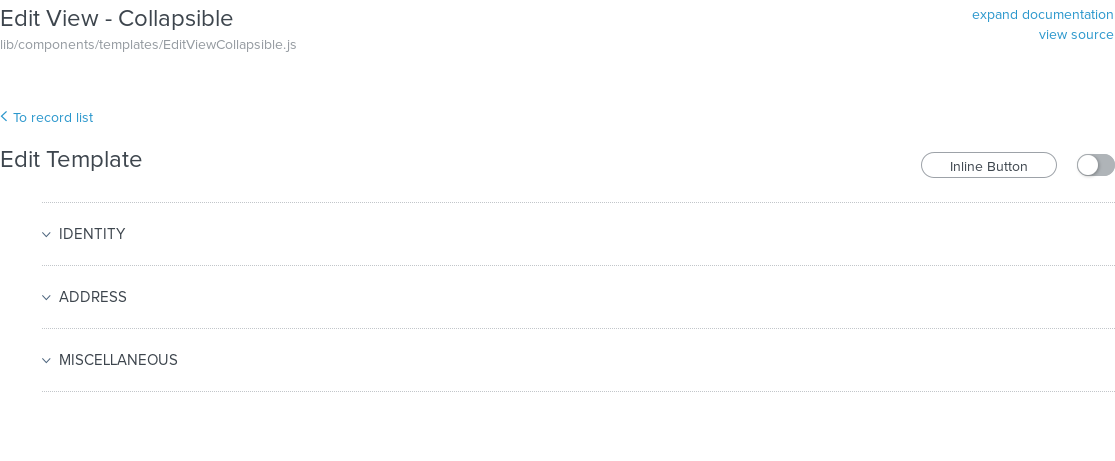 Edit View - Collapsible
expand documentation
lib/components/templates/EditViewCollapsible.js
view source
To record list
Edit Template
Inline Button
IDENTITY
ADDRESS
MISCELLANEOUS